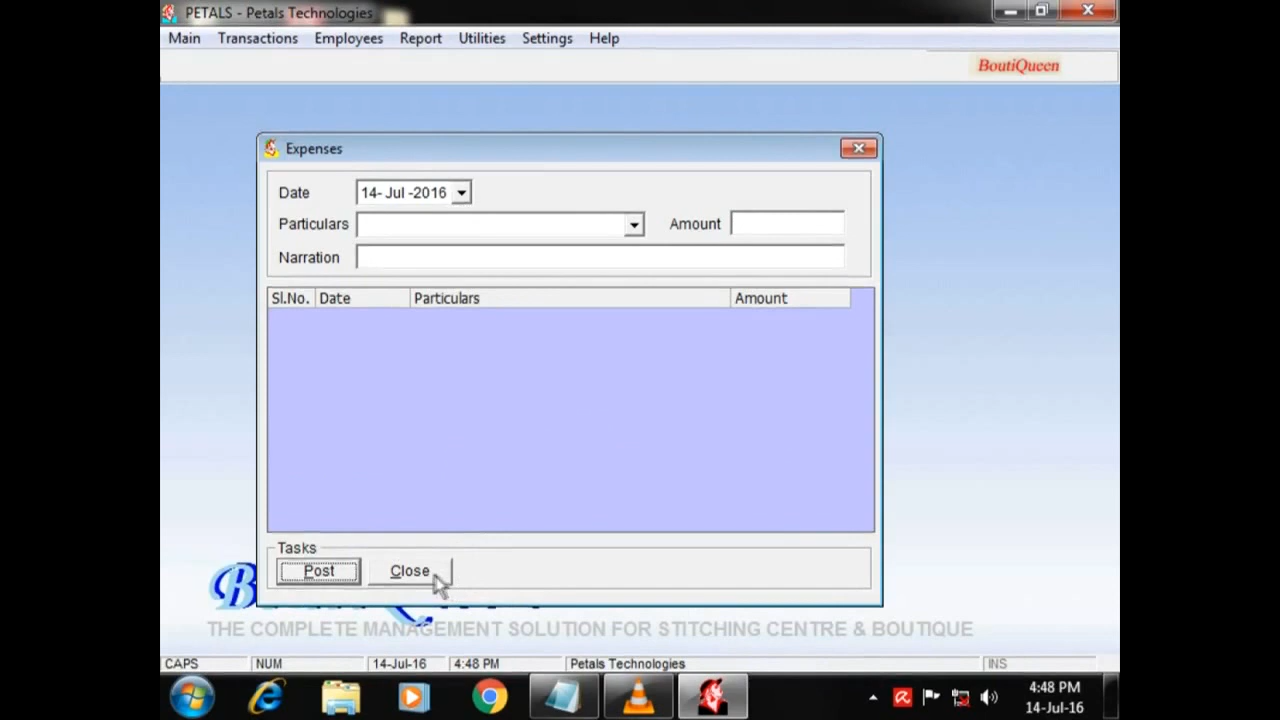 PETALS - Petals Technologies
Main Transactions Employees Report Utilities Settings Help
BoutiQueen
Expenses
Date 14- Jul -2016
Particulars Amount
Narration
Sl.No. Date Particulars Amount
Tasks
Post Close
THE COMPLETE MANAGEMENT SOLUTION FOR STITCHING CENTRE & BOUTIQUE
CAPS NUM 14-Jul-16 4:48 PM Petals Technologies INS
4:48 PM
14-Jul-16